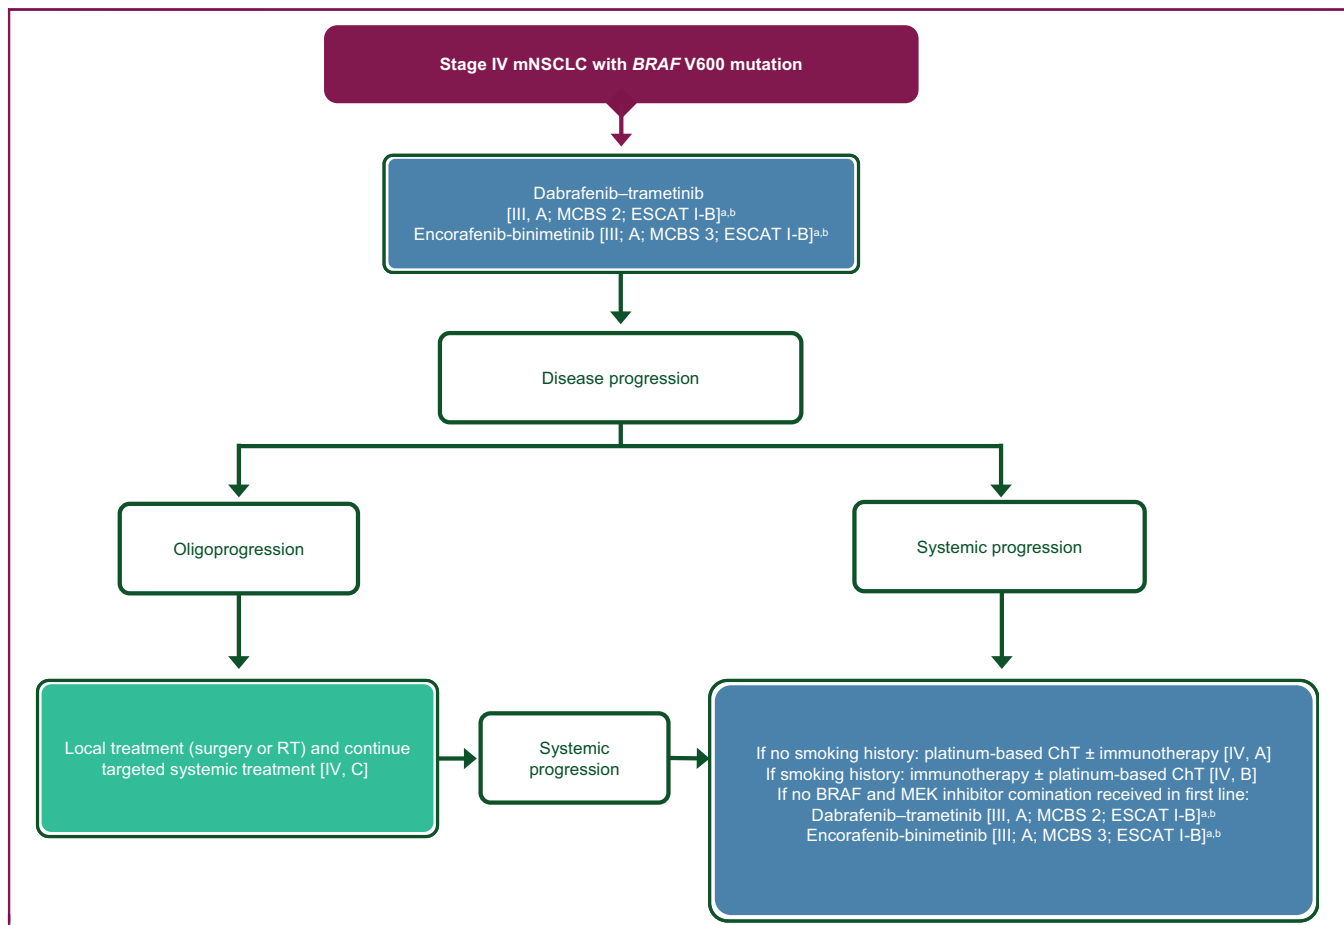 Stage IV mNSCLC with BRAF V600 mutation
Dabrafenib–trametinib
[III, A; MCBS 2; ESCAT I-B]a,b
Encorafenib-binimetinib [III; A; MCBS 3; ESCAT I-B]a,b
Disease progression
Oligoprogression
Systemic progression
Local treatment (surgery or RT) and continue
targeted systemic treatment [IV, C]
Systemic
progression
If no smoking history: platinum-based ChT ± immunotherapy [IV, A]
If smoking history: immunotherapy ± platinum-based ChT [IV, B]
If no BRAF and MEK inhibitor comination received in first line:
Dabrafenib–trametinib [III, A; MCBS 2; ESCAT I-B]a,b
Encorafenib-binimetinib [III; A; MCBS 3; ESCAT I-B]a,b